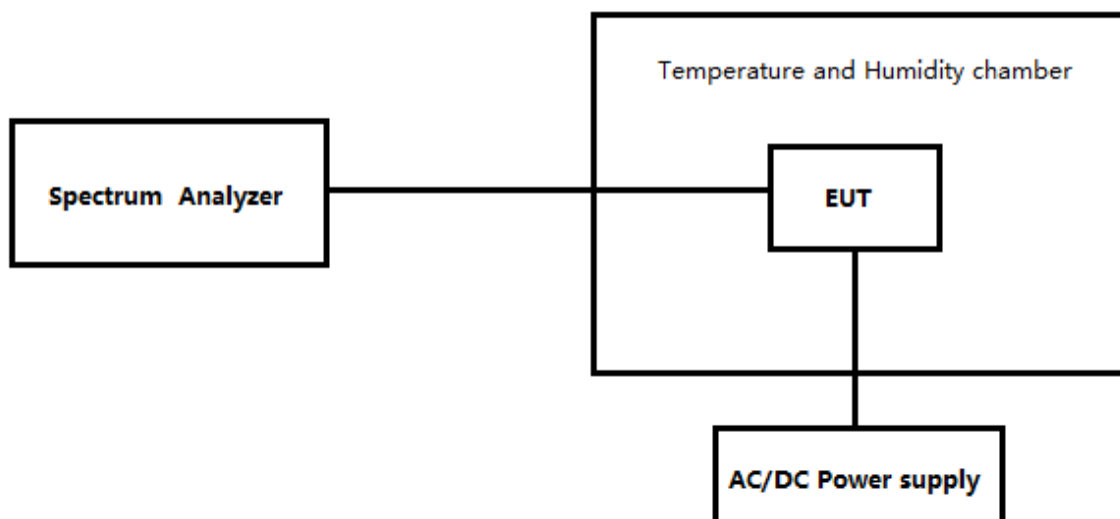 Temperature and Humidity chamber
Spectrum Analyzer
EUT
AC/DC Power supply